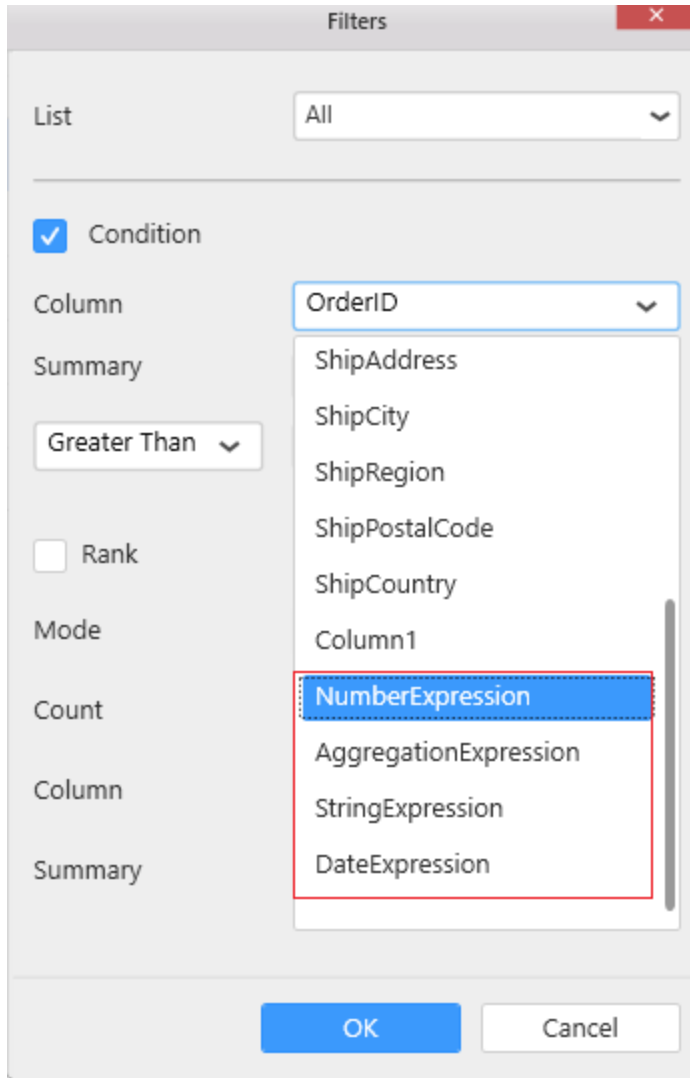 Filters
List
All
Condition
Column
OrderID
Summary
ShipAddress
ShipCity
Greater Than
ShipRegion
ShipPostalCode
Rank
ShipCountry
Mode
Column1
NumberExpression
Count
AggregationExpression
Column
StringExpression
Summary
DateExpression
OK
Cancel